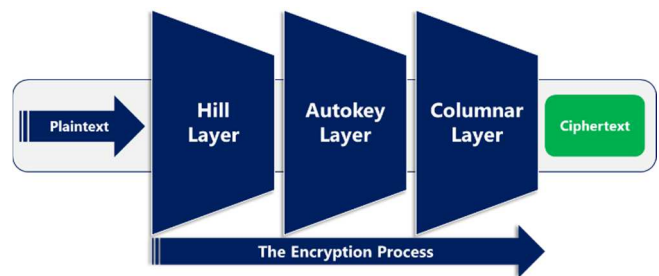 Plaintext
Hill
Layer
Autokey
Layer
Columnar
Layer
Ciphertext
The Encryption Process